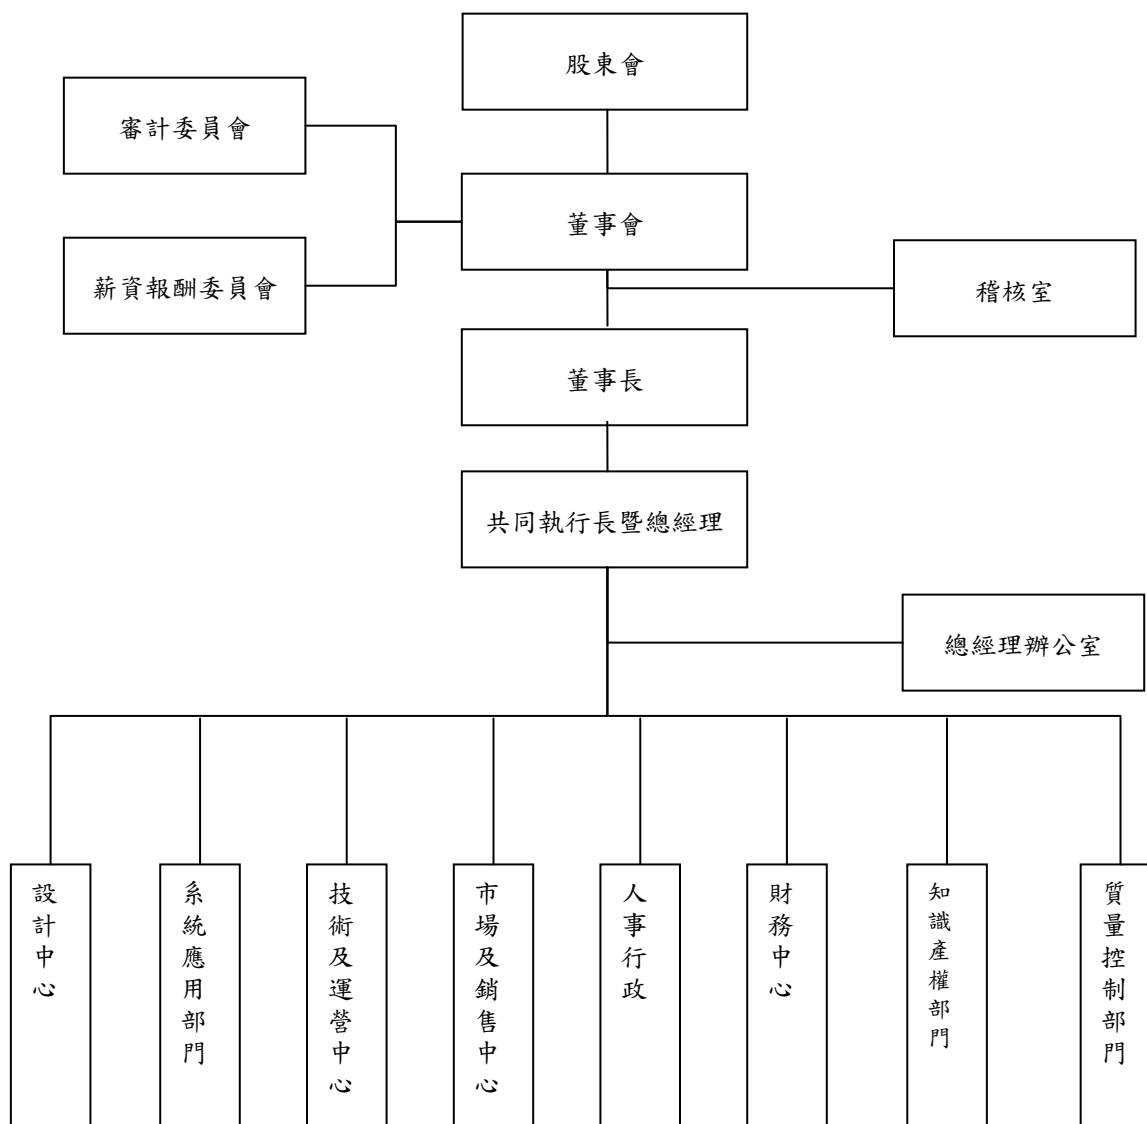 股東會
審計委員會
董事會
薪資報酬委員會
稽核室
董事長
共同執行長暨總經理
總經理辦公室
設計中心
系統應用部門
技術及運營中心
市場及銷售中心
人事行政
財務中心
知識產權部門
質量控制部門